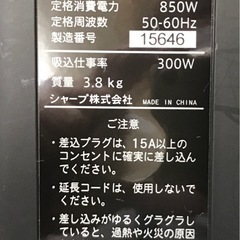 定格消費電力 850W
定格周波数 50-60Hz
製造番号 15646
吸込仕事率 300W
質量 3.8kg
シャープ株式会社 MADE IN CHINA
ご注意
• 差込プラグは、15A以上の
コンセントに確実に差し込ん
でください。
• 延長コードは、使用しないで
ください。
• 差し込みがゆるくグラグラ
していると、過熱や火災の原因